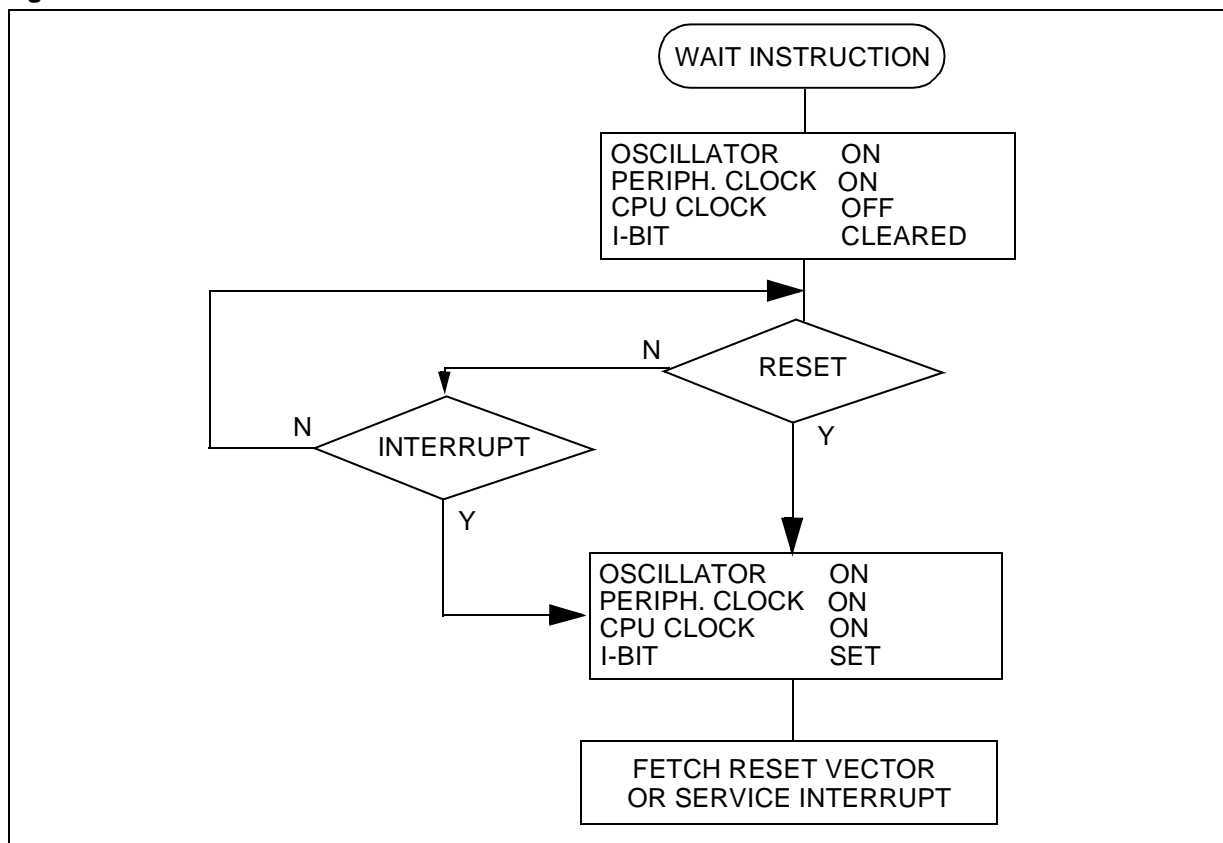 WAIT INSTRUCTION
OSCILLATOR ON
PERIPH. CLOCK ON
CPU CLOCK OFF
I-BIT CLEARED
N
RESET
N
INTERRUPT
Y
Y
OSCILLATOR ON
PERIPH. CLOCK ON
CPU CLOCK ON
I-BIT SET
FETCH RESET VECTOR
OR SERVICE INTERRUPT